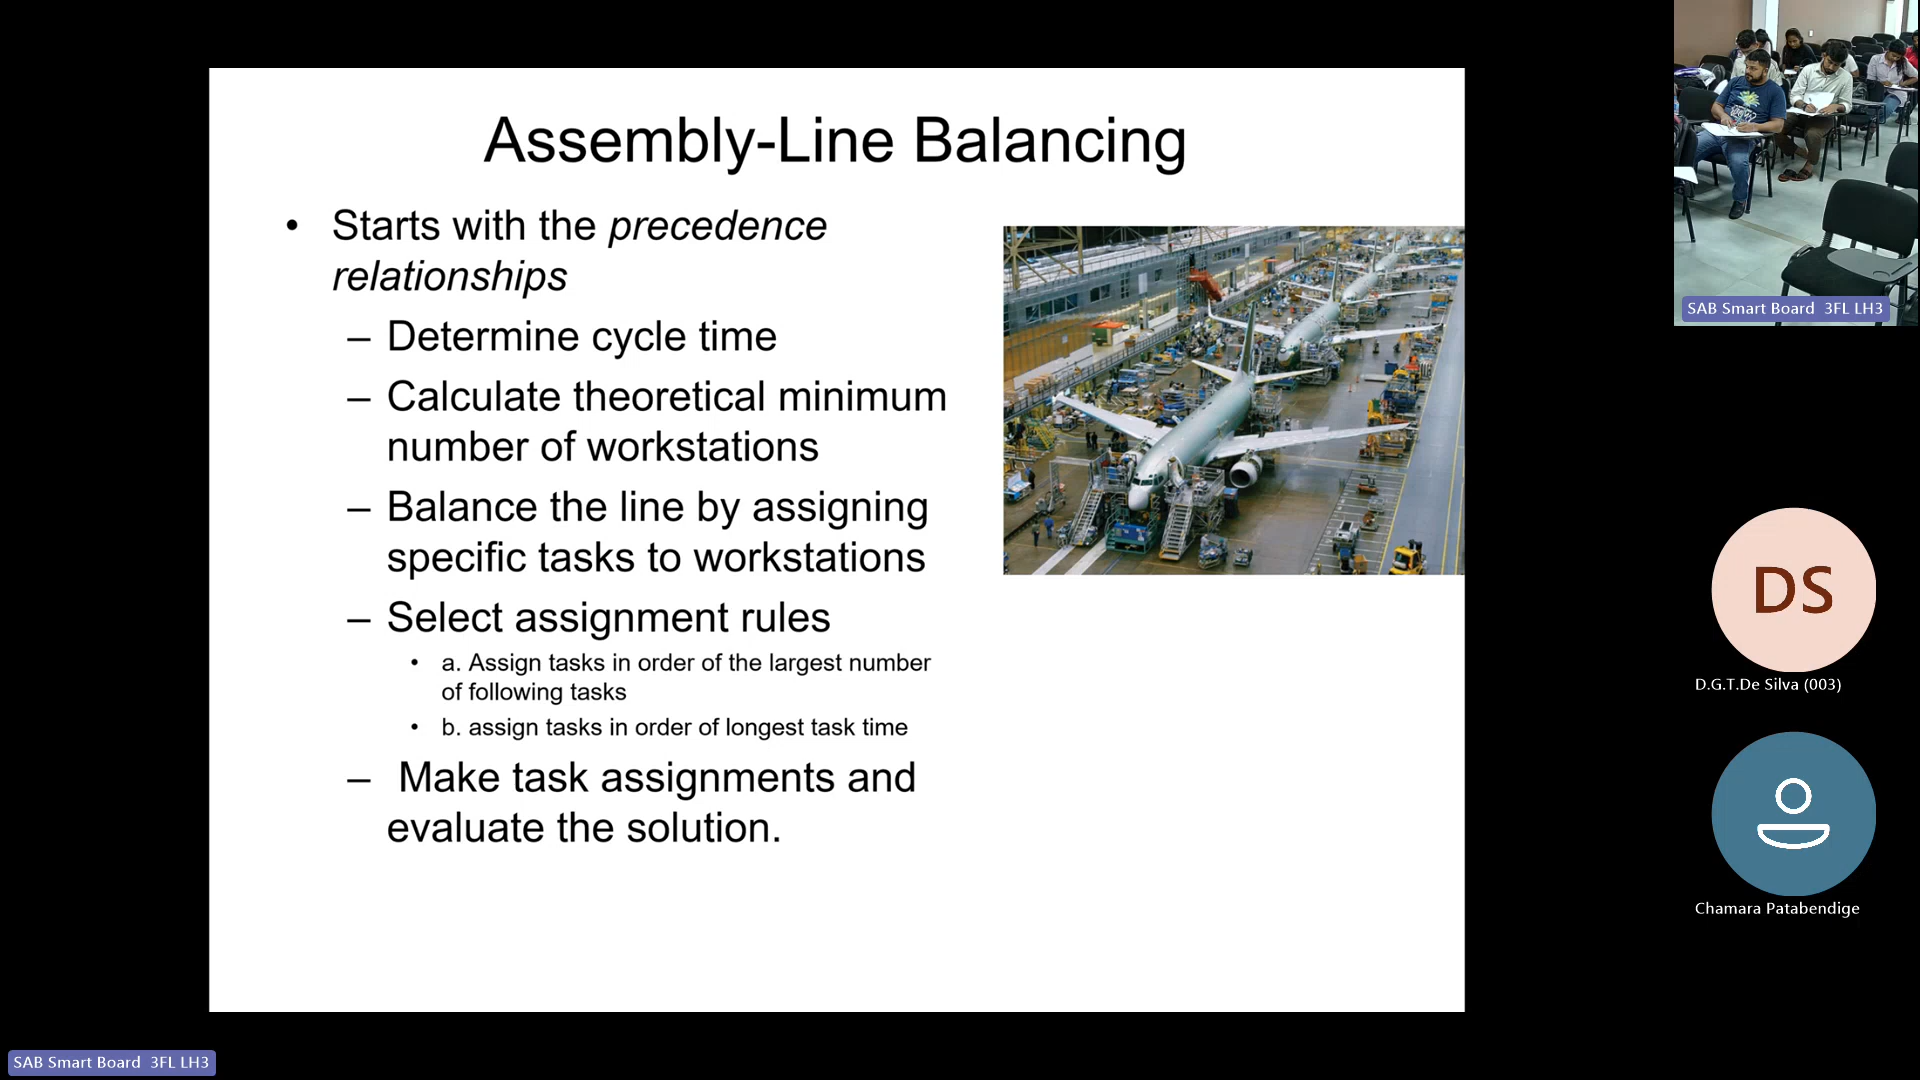 Assembly-Line Balancing
• Starts with the precedence
relationships
– Determine cycle time
– Calculate theoretical minimum
number of workstations
– Balance the line by assigning
specific tasks to workstations
– Select assignment rules
• a. Assign tasks in order of the largest number
of following tasks
• b. assign tasks in order of longest task time
– Make task assignments and
evaluate the solution.
SAB Smart Board 3FL LH3
DS
D.G.T.De Silva (003)
Chamara Patabendige
SAB Smart Board 3FL LH3